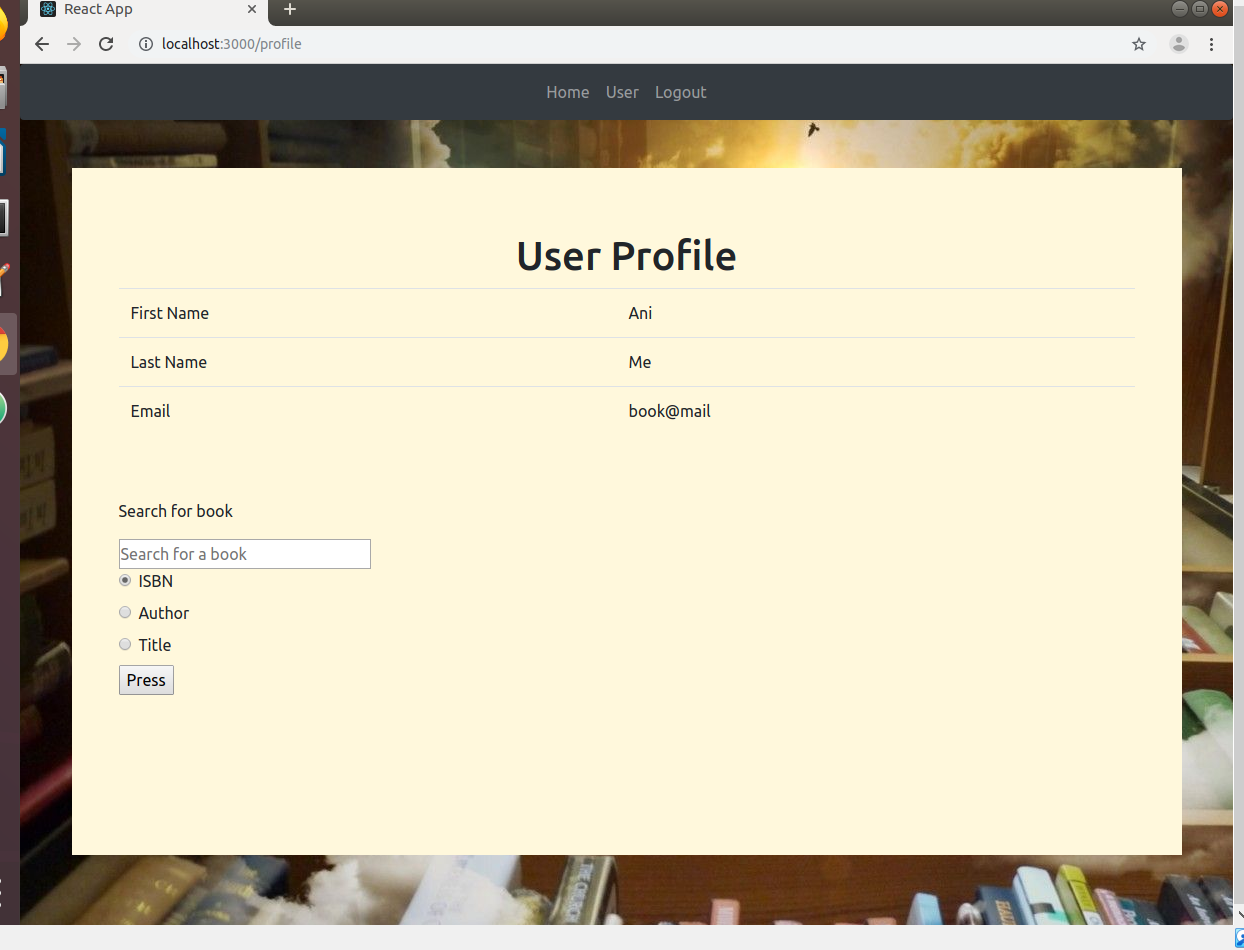 React App
localhost:3000/profile
Home User Logout
User Profile
First Name Ani
Last Name Me
Email book@mail
Search for book
Search for a book
ISBN
Author
Title
Press